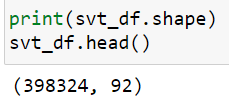 print(svt_df.shape)
svt_df.head()
(398324, 92)